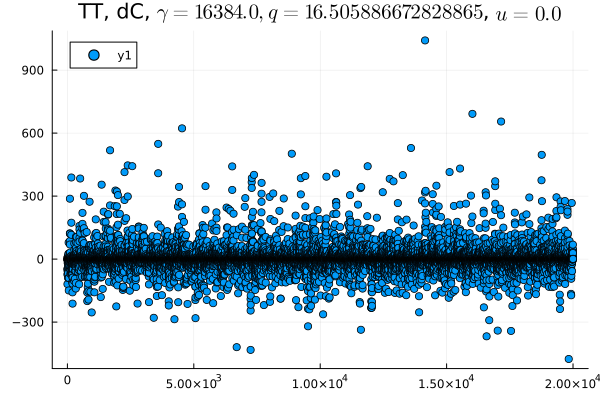 TT, dC, γ = 16384.0, q = 16.505886672828865, u = 0.0
y1
900
600
300
0
−300
0 5.00×10³ 1.00×10⁴ 1.50×10⁴ 2.00×10⁴